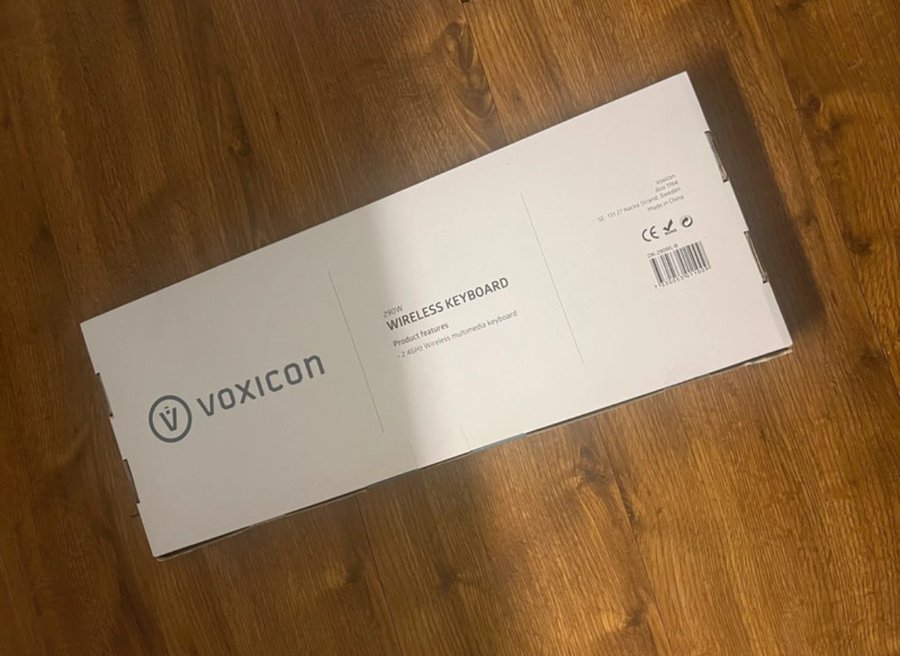 VOXICON
290W
WIRELESS KEYBOARD
Product features
• 2.4GHz Wireless multimedia keyboard
Voxicon
Box 1194
SE- 131 27 Nacka Strand, Sweden
Made in China
CE